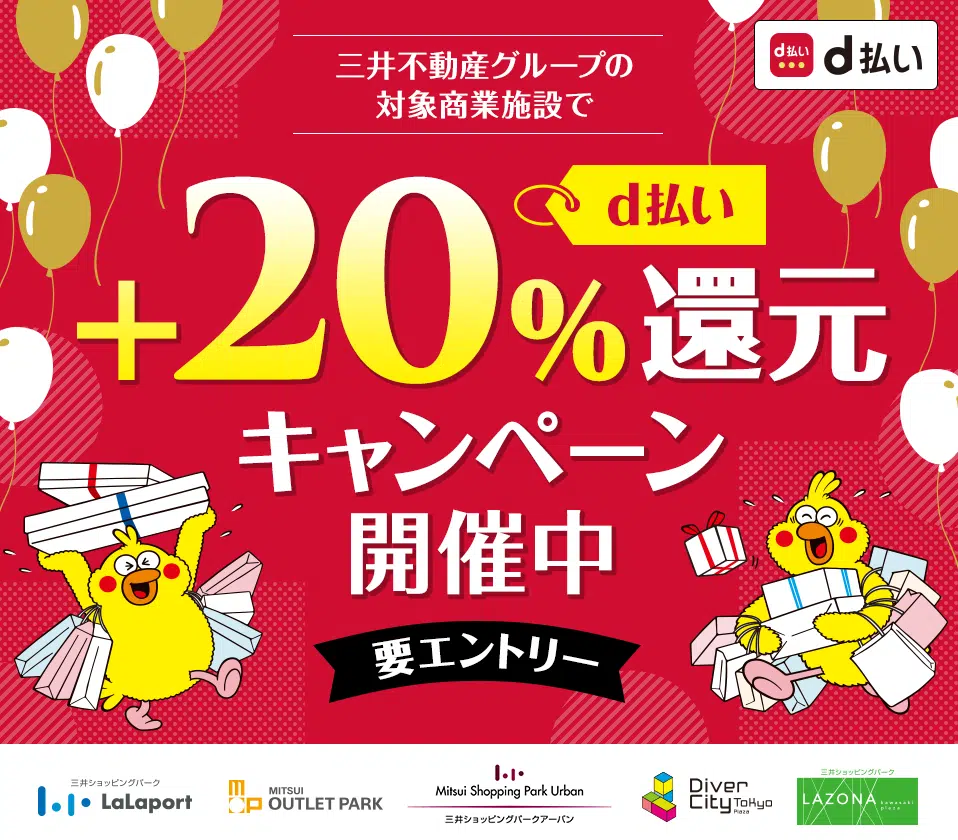 d払い d払い
三井不動産グループの
対象商業施設で
d払い
+20%還元
キャンペーン
開催中
要エントリー
三井ショッピングパーク
LaLaport
MITSUI
OUTLET PARK
Mitsui Shopping Park Urban
三井ショッピングパークアーバン
Diver
City Tokyo
Plaza
三井ショッピングパーク
LAZONA kawasaki
plaza